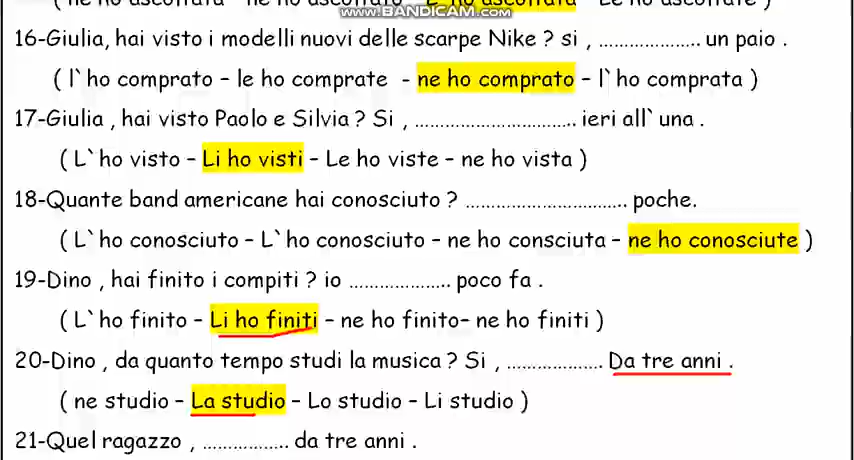 WWW.BANDICAM.COM
16-Giulia, hai visto i modelli nuovi delle scarpe Nike ? si , .................... un paio .
( l`ho comprato – le ho comprate - ne ho comprato – l`ho comprata )
17-Giulia , hai visto Paolo e Silvia ? Si , ................................ ieri all`una .
( L`ho visto – Li ho visti – Le ho viste – ne ho vista )
18-Quante band americane hai conosciuto ? ................................ poche.
( L`ho conosciuto – L`ho conosciuto – ne ho consciuta – ne ho conosciute )
19-Dino , hai finito i compiti ? io .................... poco fa .
( L`ho finito – Li ho finiti – ne ho finito– ne ho finiti )
20-Dino , da quanto tempo studi la musica ? Si , ................... Da tre anni .
( ne studio – La studio – Lo studio – Li studio )
21-Quel ragazzo , ................. da tre anni .